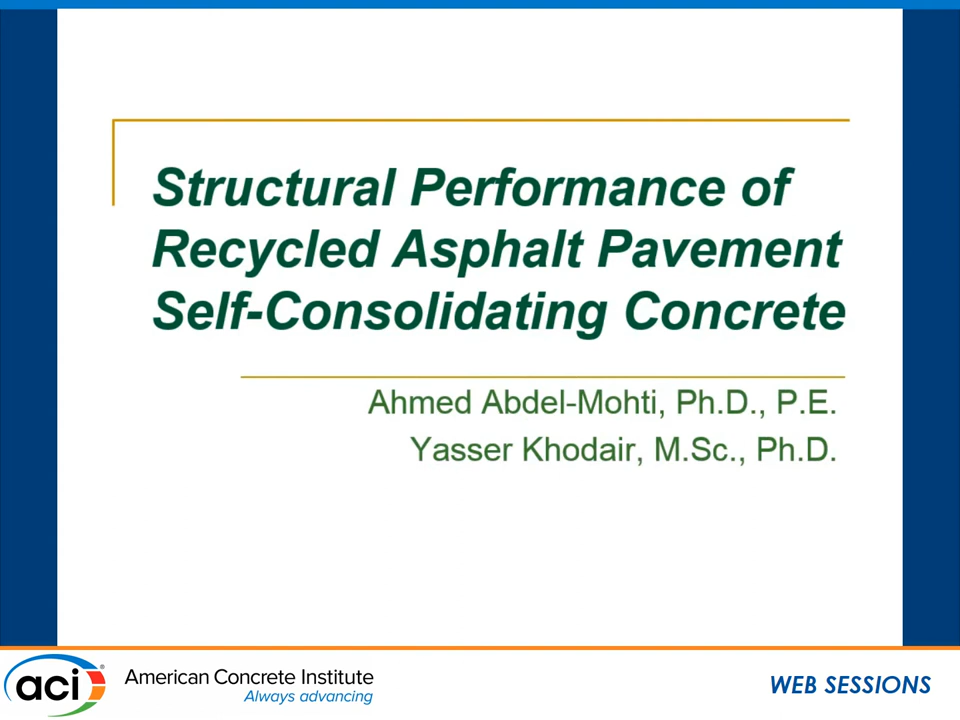 Structural Performance of
Recycled Asphalt Pavement
Self-Consolidating Concrete
Ahmed Abdel-Mohti, Ph.D., P.E.
Yasser Khodair, M.Sc., Ph.D.
aci®
American Concrete Institute
Always advancing
WEB SESSIONS